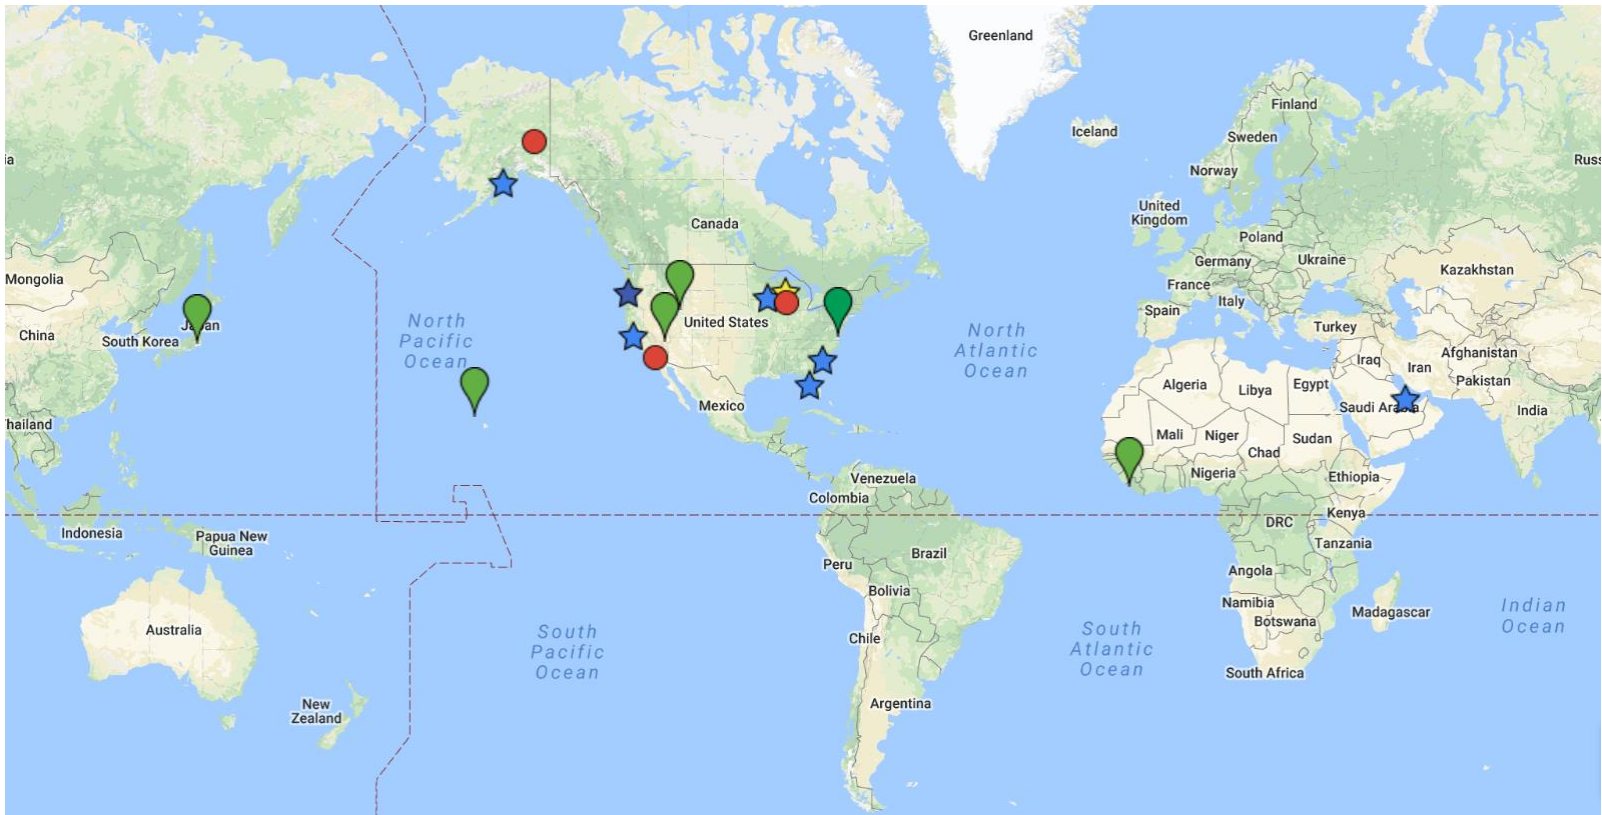 Greenland
Finland
Iceland
Sweden
ia
Russ
Norway
United
Kingdom
Canada
Poland
Germany
Ukraine
Kazakhstan
Mongolia
France
Italy
Spain
North
Pacific
Ocean
United States
Japan
Turkey
China
South Korea
North
Atlantic
Ocean
Iraq
Afghanistan
Iran
Algeria
Libya
Egypt
Pakistan
Mexico
Saudi Arabia
India
Thailand
Mali
Niger
Sudan
Chad
Venezuela
Nigeria
Ethiopia
Colombia
Kenya
DRC
Indonesia
Papua New
Guinea
Tanzania
Brazil
Peru
Angola
Bolivia
Namibia
Madagascar
Botswana
Indian
Ocean
Australia
South
Pacific
Ocean
Chile
South
Atlantic
Ocean
South Africa
New
Zealand
Argentina